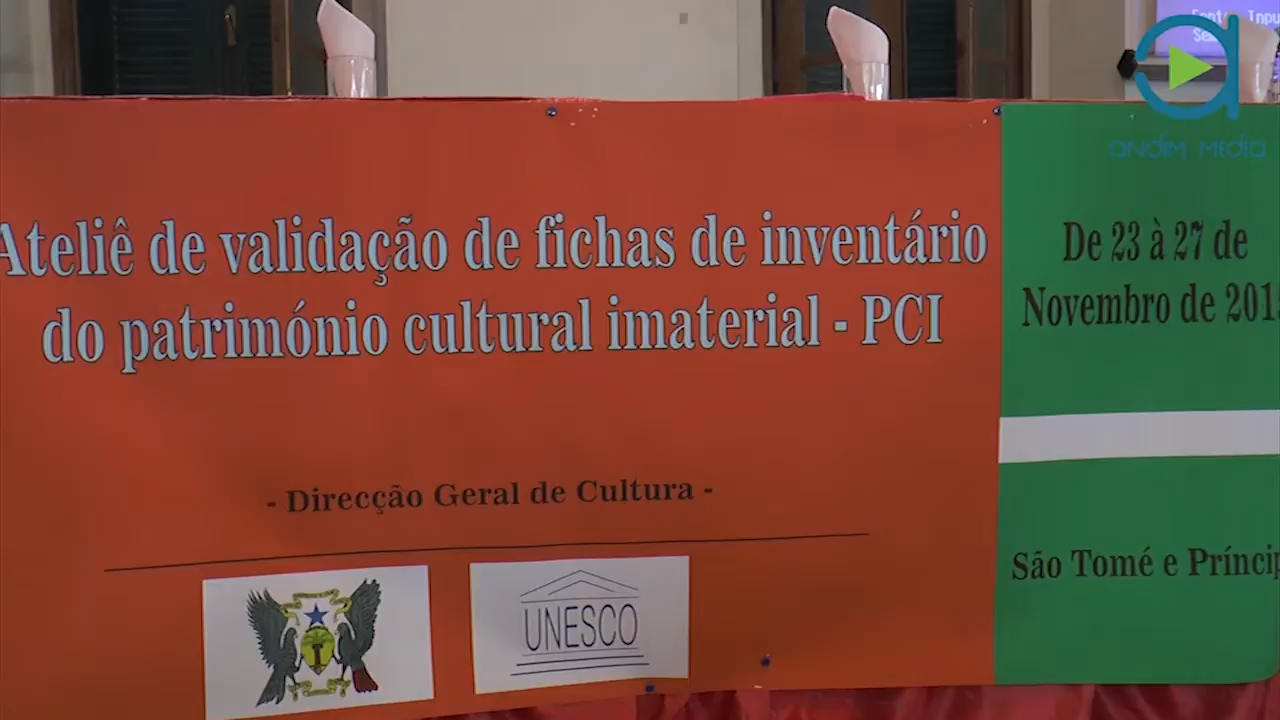 Ateliê de validação de fichas de inventário
do património cultural imaterial - PCI
- Direcção Geral de Cultura -
UNESCO
De 23 à 27 de
Novembro de
São Tomé e
andim média